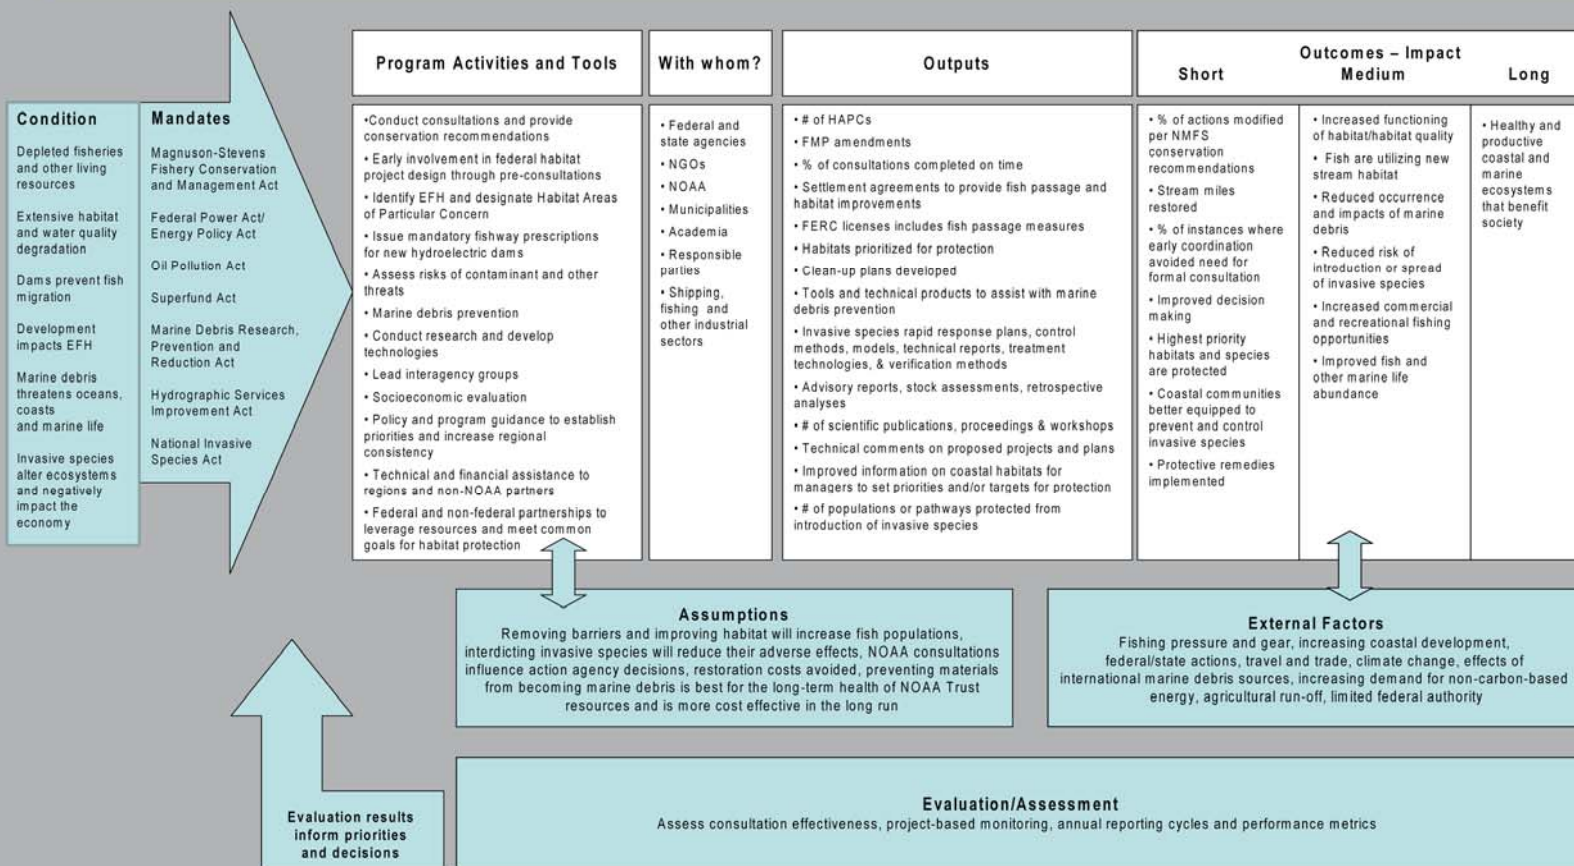 Condition
Depleted fisheries
and other living
resources
Extensive habitat
and water quality
degradation
Dams prevent fish
migration
Development
impacts EFH
Marine debris
threatens oceans,
coasts
and marine life
Invasive species
alter ecosystems
and negatively
impact the
economy
Mandates
Magnuson-Stevens
Fishery Conservation
and Management Act
Federal Power Act/
Energy Policy Act
Oil Pollution Act
Superfund Act
Marine Debris Research,
Prevention and
Reduction Act
Hydrographic Services
Improvement Act
National Invasive
Species Act
Program Activities and Tools
•Conduct consultations and provide
conservation recommendations
• Early involvement in federal habitat
project design through pre-consultations
• Identify EFH and designate Habitat Areas
of Particular Concern
• Issue mandatory fishway prescriptions
for new hydroelectric dams
• Assess risks of contaminant and other
threats
• Marine debris prevention
• Conduct research and develop
technologies
• Lead interagency groups
• Socioeconomic evaluation
• Policy and program guidance to establish
priorities and increase regional
consistency
• Technical and financial assistance to
regions and non-NOAA partners
• Federal and non-federal partnerships to
leverage resources and meet common
goals for habitat protection
With whom?
• Federal and
state agencies
• NGOs
• NOAA
• Municipalities
• Academia
• Responsible
parties
• Shipping,
fishing and
other industrial
sectors
Outputs
• # of HAPCs
• FMP amendments
• % of consultations completed on time
• Settlement agreements to provide fish passage and
habitat improvements
• FERC licenses includes fish passage measures
• Habitats prioritized for protection
• Clean-up plans developed
• Tools and technical products to assist with marine
debris prevention
• Invasive species rapid response plans, control
methods, models, technical reports, treatment
technologies, & verification methods
• Advisory reports, stock assessments, retrospective
analyses
• # of scientific publications, proceedings & workshops
• Technical comments on proposed projects and plans
• Improved information on coastal habitats for
managers to set priorities and/or targets for protection
• # of populations or pathways protected from
introduction of invasive species
Outcomes – Impact
Short Medium Long
• % of actions modified
per NMFS
conservation
recommendations
• Stream miles
restored
• % of instances where
early coordination
avoided need for
formal consultation
• Improved decision
making
• Highest priority
habitats and species
are protected
• Coastal communities
better equipped to
prevent and control
invasive species
• Protective remedies
implemented
• Increased functioning
of habitat/habitat quality
• Fish are utilizing new
stream habitat
• Reduced occurrence
and impacts of marine
debris
• Reduced risk of
introduction or spread
of invasive species
• Increased commercial
and recreational fishing
opportunities
• Improved fish and
other marine life
abundance
• Healthy and
productive
coastal and
marine
ecosystems
that benefit
society
Assumptions
Removing barriers and improving habitat will increase fish populations,
interdicting invasive species will reduce their adverse effects, NOAA consultations
influence action agency decisions, restoration costs avoided, preventing materials
from becoming marine debris is best for the long-term health of NOAA Trust
resources and is more cost effective in the long run
External Factors
Fishing pressure and gear, increasing coastal development,
federal/state actions, travel and trade, climate change, effects of
international marine debris sources, increasing demand for non-carbon-based
energy, agricultural run-off, limited federal authority
Evaluation results
inform priorities
and decisions
Evaluation/Assessment
Assess consultation effectiveness, project-based monitoring, annual reporting cycles and performance metrics